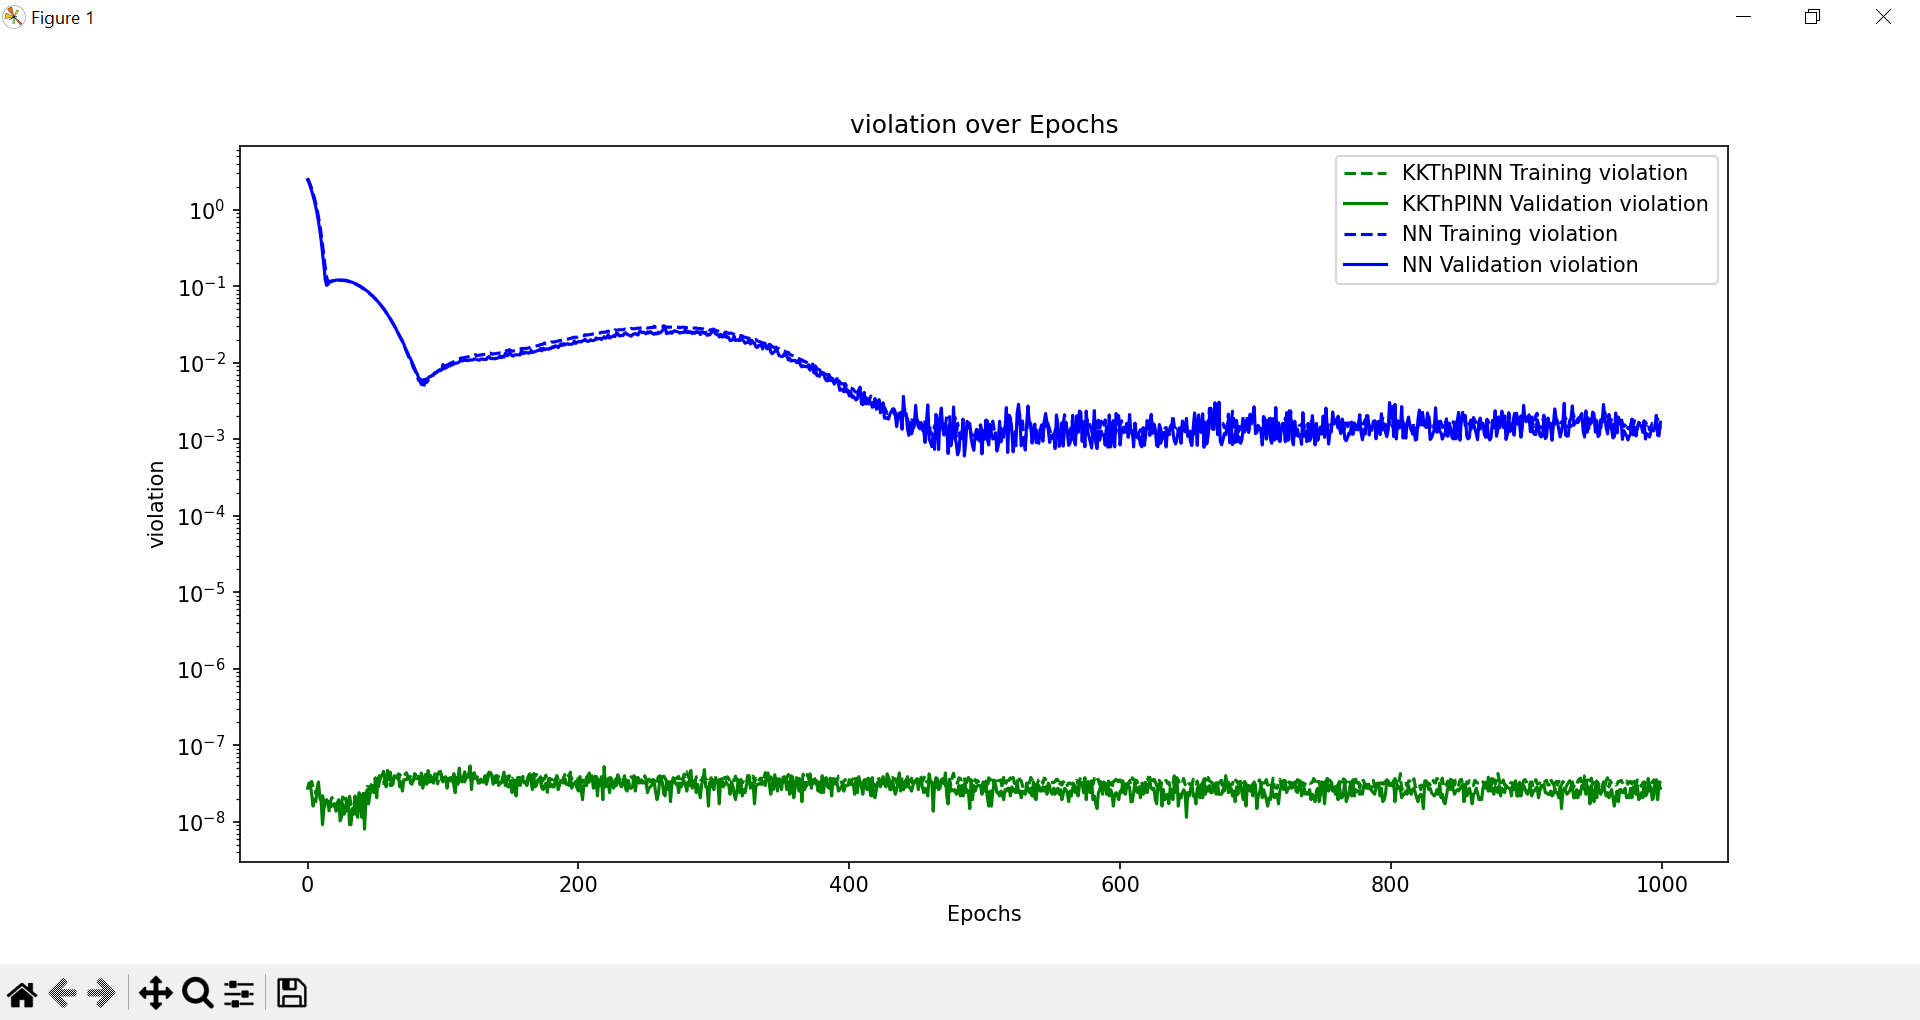 Figure 1
violation over Epochs
KKThPINN Training violation
KKThPINN Validation violation
NN Training violation
NN Validation violation
10⁰
10⁻¹
10⁻²
10⁻³
10⁻⁴
10⁻⁵
10⁻⁶
10⁻⁷
10⁻⁸
violation
0 200 400 600 800 1000
Epochs